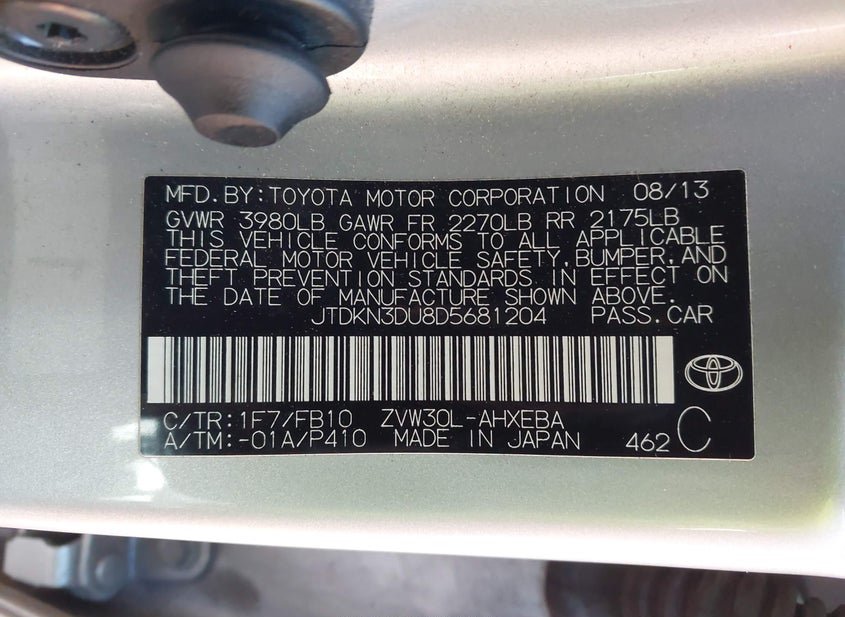 MFD.BY:TOYOTA MOTOR CORPORATION 08/13
GVWR 3980LB GAWR FR 2270LB RR 2175LB
THIS VEHICLE CONFORMS TO ALL APPLICABLE
FEDERAL MOTOR VEHICLE SAFETY,BUMPER,AND
THEFT PREVENTION STANDARDS IN EFFECT ON
THE DATE OF MANUFACTURE SHOWN ABOVE.
JTDKN3DU8D5681204 PASS.CAR
C/TR:1F7/FB10 ZVW30L-AHXEBA
A/TM:-01A/P410 MADE IN JAPAN 462 C